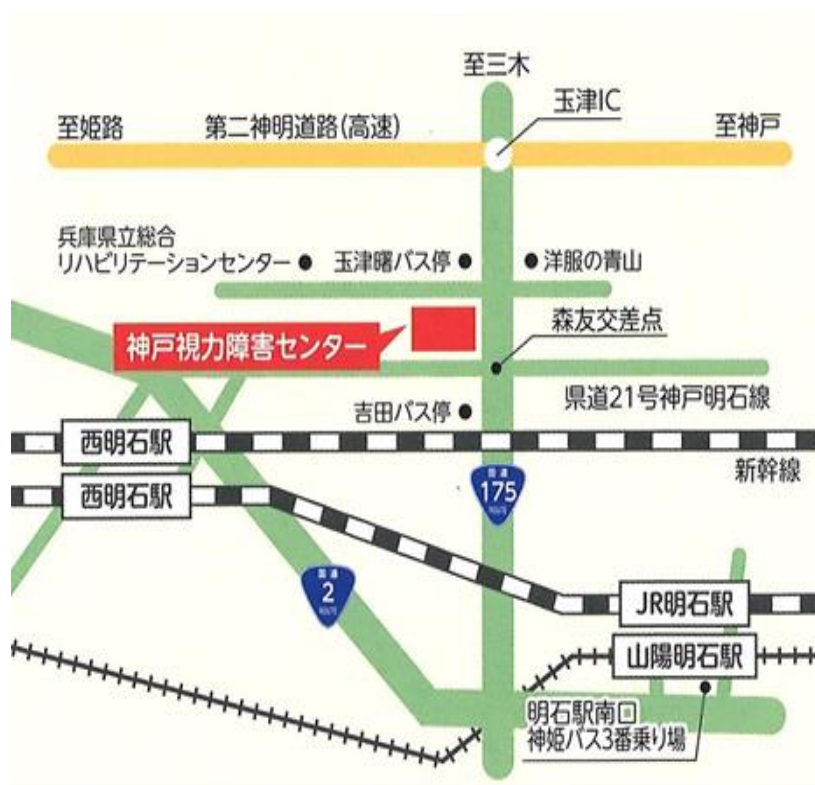 至三木
玉津IC
至姫路
第二神明道路(高速)
至神戸
兵庫県立総合
リハビリテーションセンター
玉津曙バス停
洋服の青山
森友交差点
神戸視力障害センター
県道21号神戸明石線
吉田バス停
西明石駅
新幹線
西明石駅
国道
175
ROUTE
国道
2
ROUTE
JR明石駅
山陽明石駅
明石駅南口
神姫バス3番乗り場